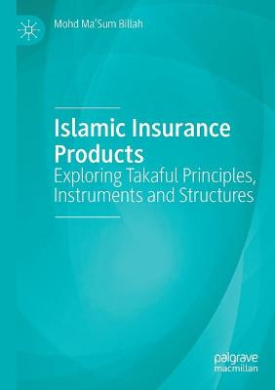 Mohd Ma'Sum Billah
Islamic Insurance
Products
Exploring Takaful Principles,
Instruments and Structures
palgrave
macmillan